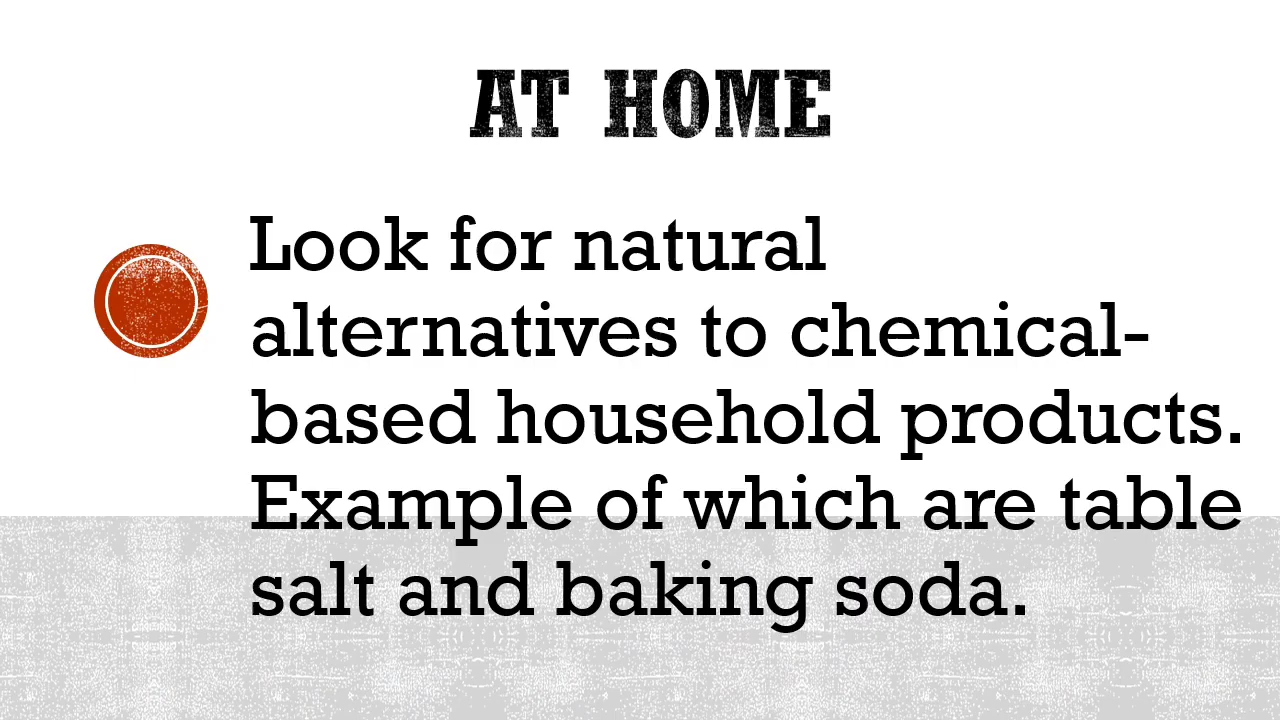 AT HOME
Look for natural
alternatives to chemical-
based household products.
Example of which are table
salt and baking soda.